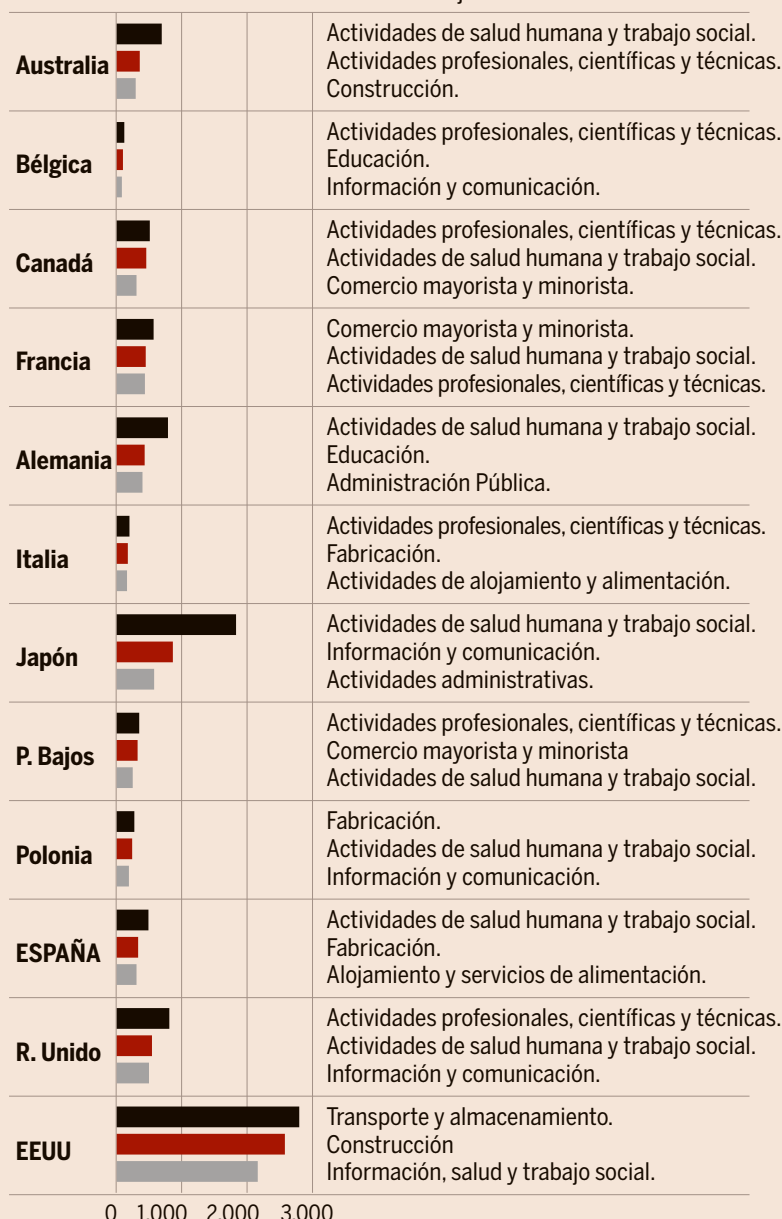 Australia
Actividades de salud humana y trabajo social.
Actividades profesionales, científicas y técnicas.
Construcción.
Bélgica
Actividades profesionales, científicas y técnicas.
Educación.
Información y comunicación.
Canadá
Actividades profesionales, científicas y técnicas.
Actividades de salud humana y trabajo social.
Comercio mayorista y minorista.
Francia
Comercio mayorista y minorista.
Actividades de salud humana y trabajo social.
Actividades profesionales, científicas y técnicas.
Alemania
Actividades de salud humana y trabajo social.
Educación.
Administración Pública.
Italia
Actividades profesionales, científicas y técnicas.
Fabricación.
Actividades de alojamiento y alimentación.
Japón
Actividades de salud humana y trabajo social.
Información y comunicación.
Actividades administrativas.
P. Bajos
Actividades profesionales, científicas y técnicas.
Comercio mayorista y minorista
Actividades de salud humana y trabajo social.
Polonia
Fabricación.
Actividades de salud humana y trabajo social.
Información y comunicación.
ESPAÑA
Actividades de salud humana y trabajo social.
Fabricación.
Alojamiento y servicios de alimentación.
R. Unido
Actividades profesionales, científicas y técnicas.
Actividades de salud humana y trabajo social.
Información y comunicación.
EEUU
Transporte y almacenamiento.
Construcción
Información, salud y trabajo social.
0 1.000 2.000 3.000